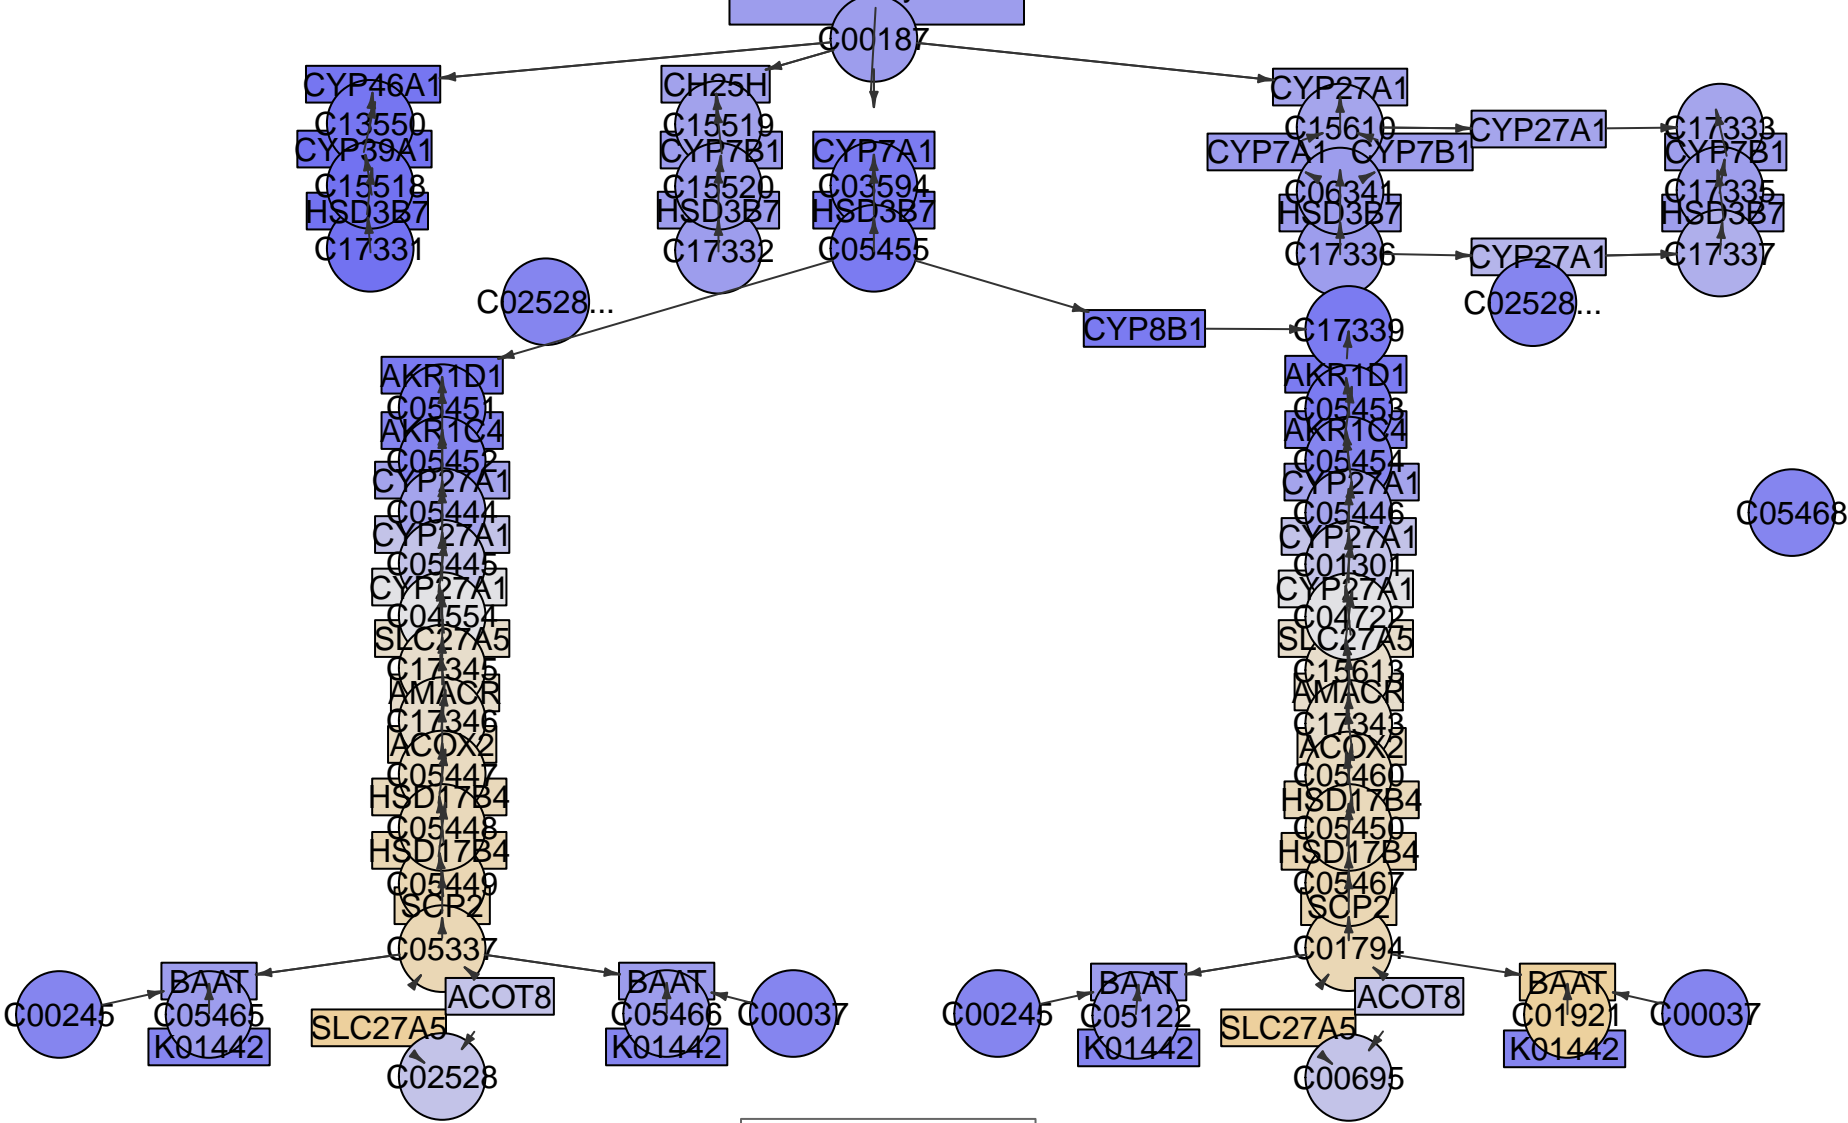 C00187
CYP46A1
CH25H
CYP27A1
C13550
C15519
C15610
CYP27A1
C17333
CYP39A1
CYP7B1
CYP7A1
CYP7A1
CYP7B1
CYP7B1
C15518
C15520
C03594
C06341
C17335
HSD3B7
HSD3B7
HSD3B7
HSD3B7
HSD3B7
C17331
C17332
C05455
C17336
CYP27A1
C17337
C02528...
C02528...
CYP8B1
C17339
AKR1D1
AKR1D1
C05451
C05453
AKR1C4
AKR1C4
C05452
C05454
CYP27A1
CYP27A1
C05444
C05446
C05468
CYP27A1
CYP27A1
C05445
C01301
CYP27A1
CYP27A1
C04554
C04722
SLC27A5
SLC27A5
C17345
C15613
AMACR
AMACR
C17346
C17343
ACOX2
ACOX2
C05447
C05460
HSD17B4
HSD17B4
C05448
C05450
HSD17B4
HSD17B4
C05449
C05467
SCP2
SCP2
C05337
C01794
BAAT
BAAT
BAAT
BAAT
ACOT8
ACOT8
C00245
C05465
C05466
C00037
C00245
C05122
C01921
C00037
SLC27A5
SLC27A5
K01442
K01442
K01442
K01442
C02528
C00695